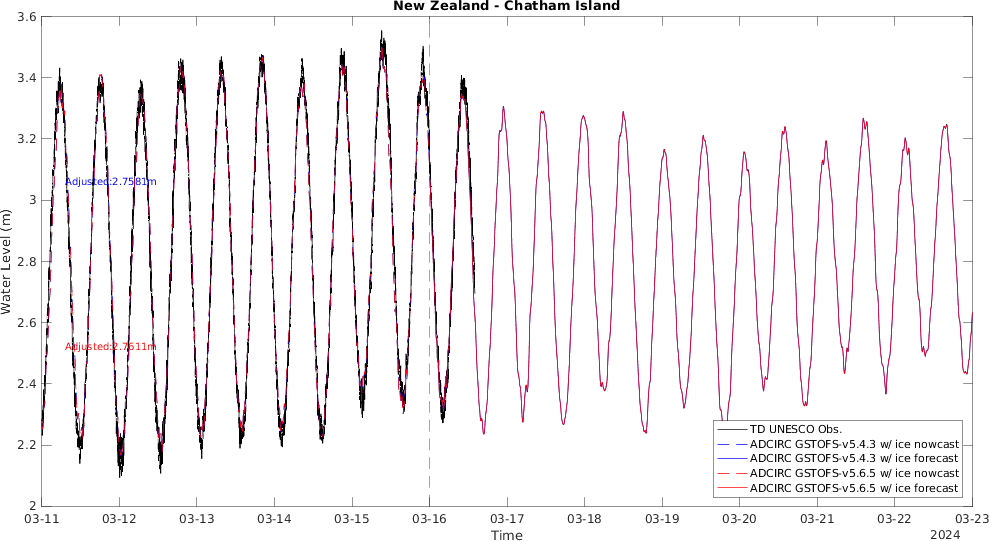 New Zealand - Chatham Island
3.6
3.4
3.2
3
2.8
2.6
2.4
2.2
2
Water Level (m)
Adjusted:2.7581m
Adjusted:2.7611m
TD UNESCO Obs.
ADCIRC GSTOFS-v5.4.3 w/ ice nowcast
ADCIRC GSTOFS-v5.4.3 w/ ice forecast
ADCIRC GSTOFS-v5.6.5 w/ ice nowcast
ADCIRC GSTOFS-v5.6.5 w/ ice forecast
03-11 03-12 03-13 03-14 03-15 03-16 03-17 03-18 03-19 03-20 03-21 03-22 03-23
Time
2024